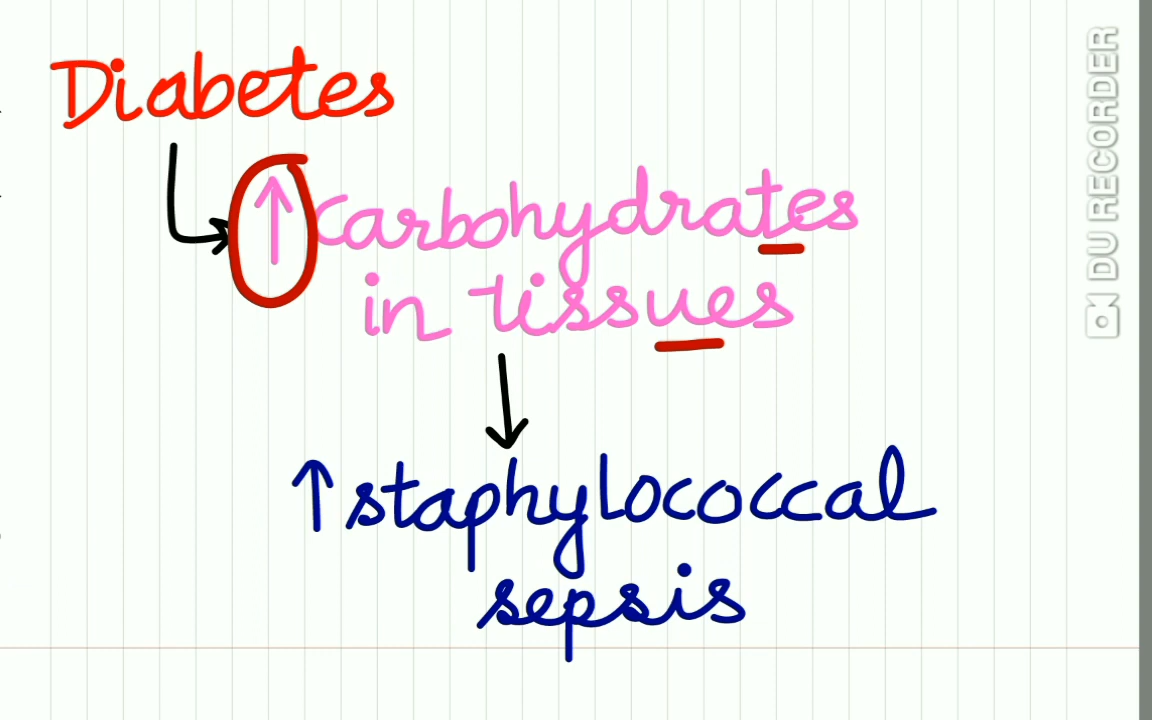 Diabetes
↑ Carbohydrates
in tissues
↑ staphylococcal
sepsis
DU RECORDER